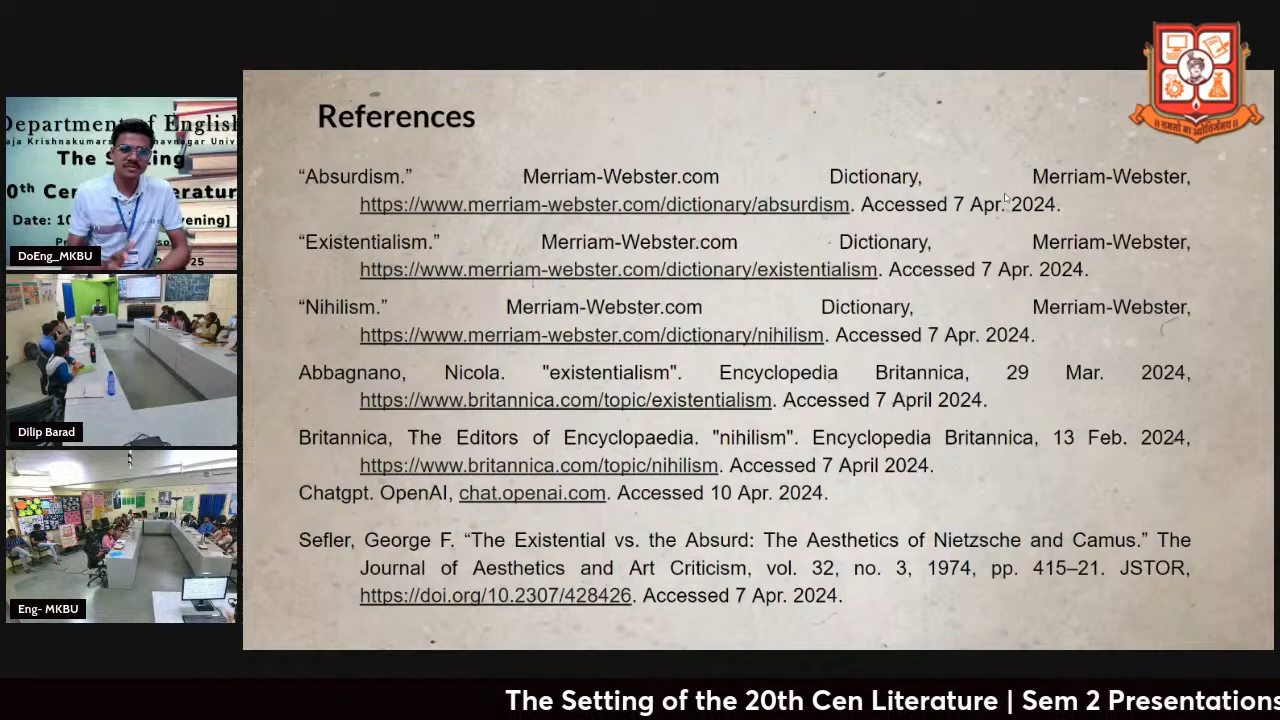 References
“Absurdism.” Merriam-Webster.com Dictionary, Merriam-Webster,
https://www.merriam-webster.com/dictionary/absurdism. Accessed 7 Apr. 2024.
“Existentialism.” Merriam-Webster.com Dictionary, Merriam-Webster,
https://www.merriam-webster.com/dictionary/existentialism. Accessed 7 Apr. 2024.
“Nihilism.” Merriam-Webster.com Dictionary, Merriam-Webster,
https://www.merriam-webster.com/dictionary/nihilism. Accessed 7 Apr. 2024.
Abbagnano, Nicola. "existentialism". Encyclopedia Britannica, 29 Mar. 2024,
https://www.britannica.com/topic/existentialism. Accessed 7 April 2024.
Britannica, The Editors of Encyclopaedia. "nihilism". Encyclopedia Britannica, 13 Feb. 2024,
https://www.britannica.com/topic/nihilism. Accessed 7 April 2024.
Chatgpt. OpenAI, chat.openai.com. Accessed 10 Apr. 2024.
Sefler, George F. “The Existential vs. the Absurd: The Aesthetics of Nietzsche and Camus.” The
Journal of Aesthetics and Art Criticism, vol. 32, no. 3, 1974, pp. 415–21. JSTOR,
https://doi.org/10.2307/428426. Accessed 7 Apr. 2024.
Department of English
The Setting
Date: 10
DoEng_MKBU
Dilip Barad
Eng- MKBU
The Setting of the 20th Cen Literature | Sem 2 Presentations